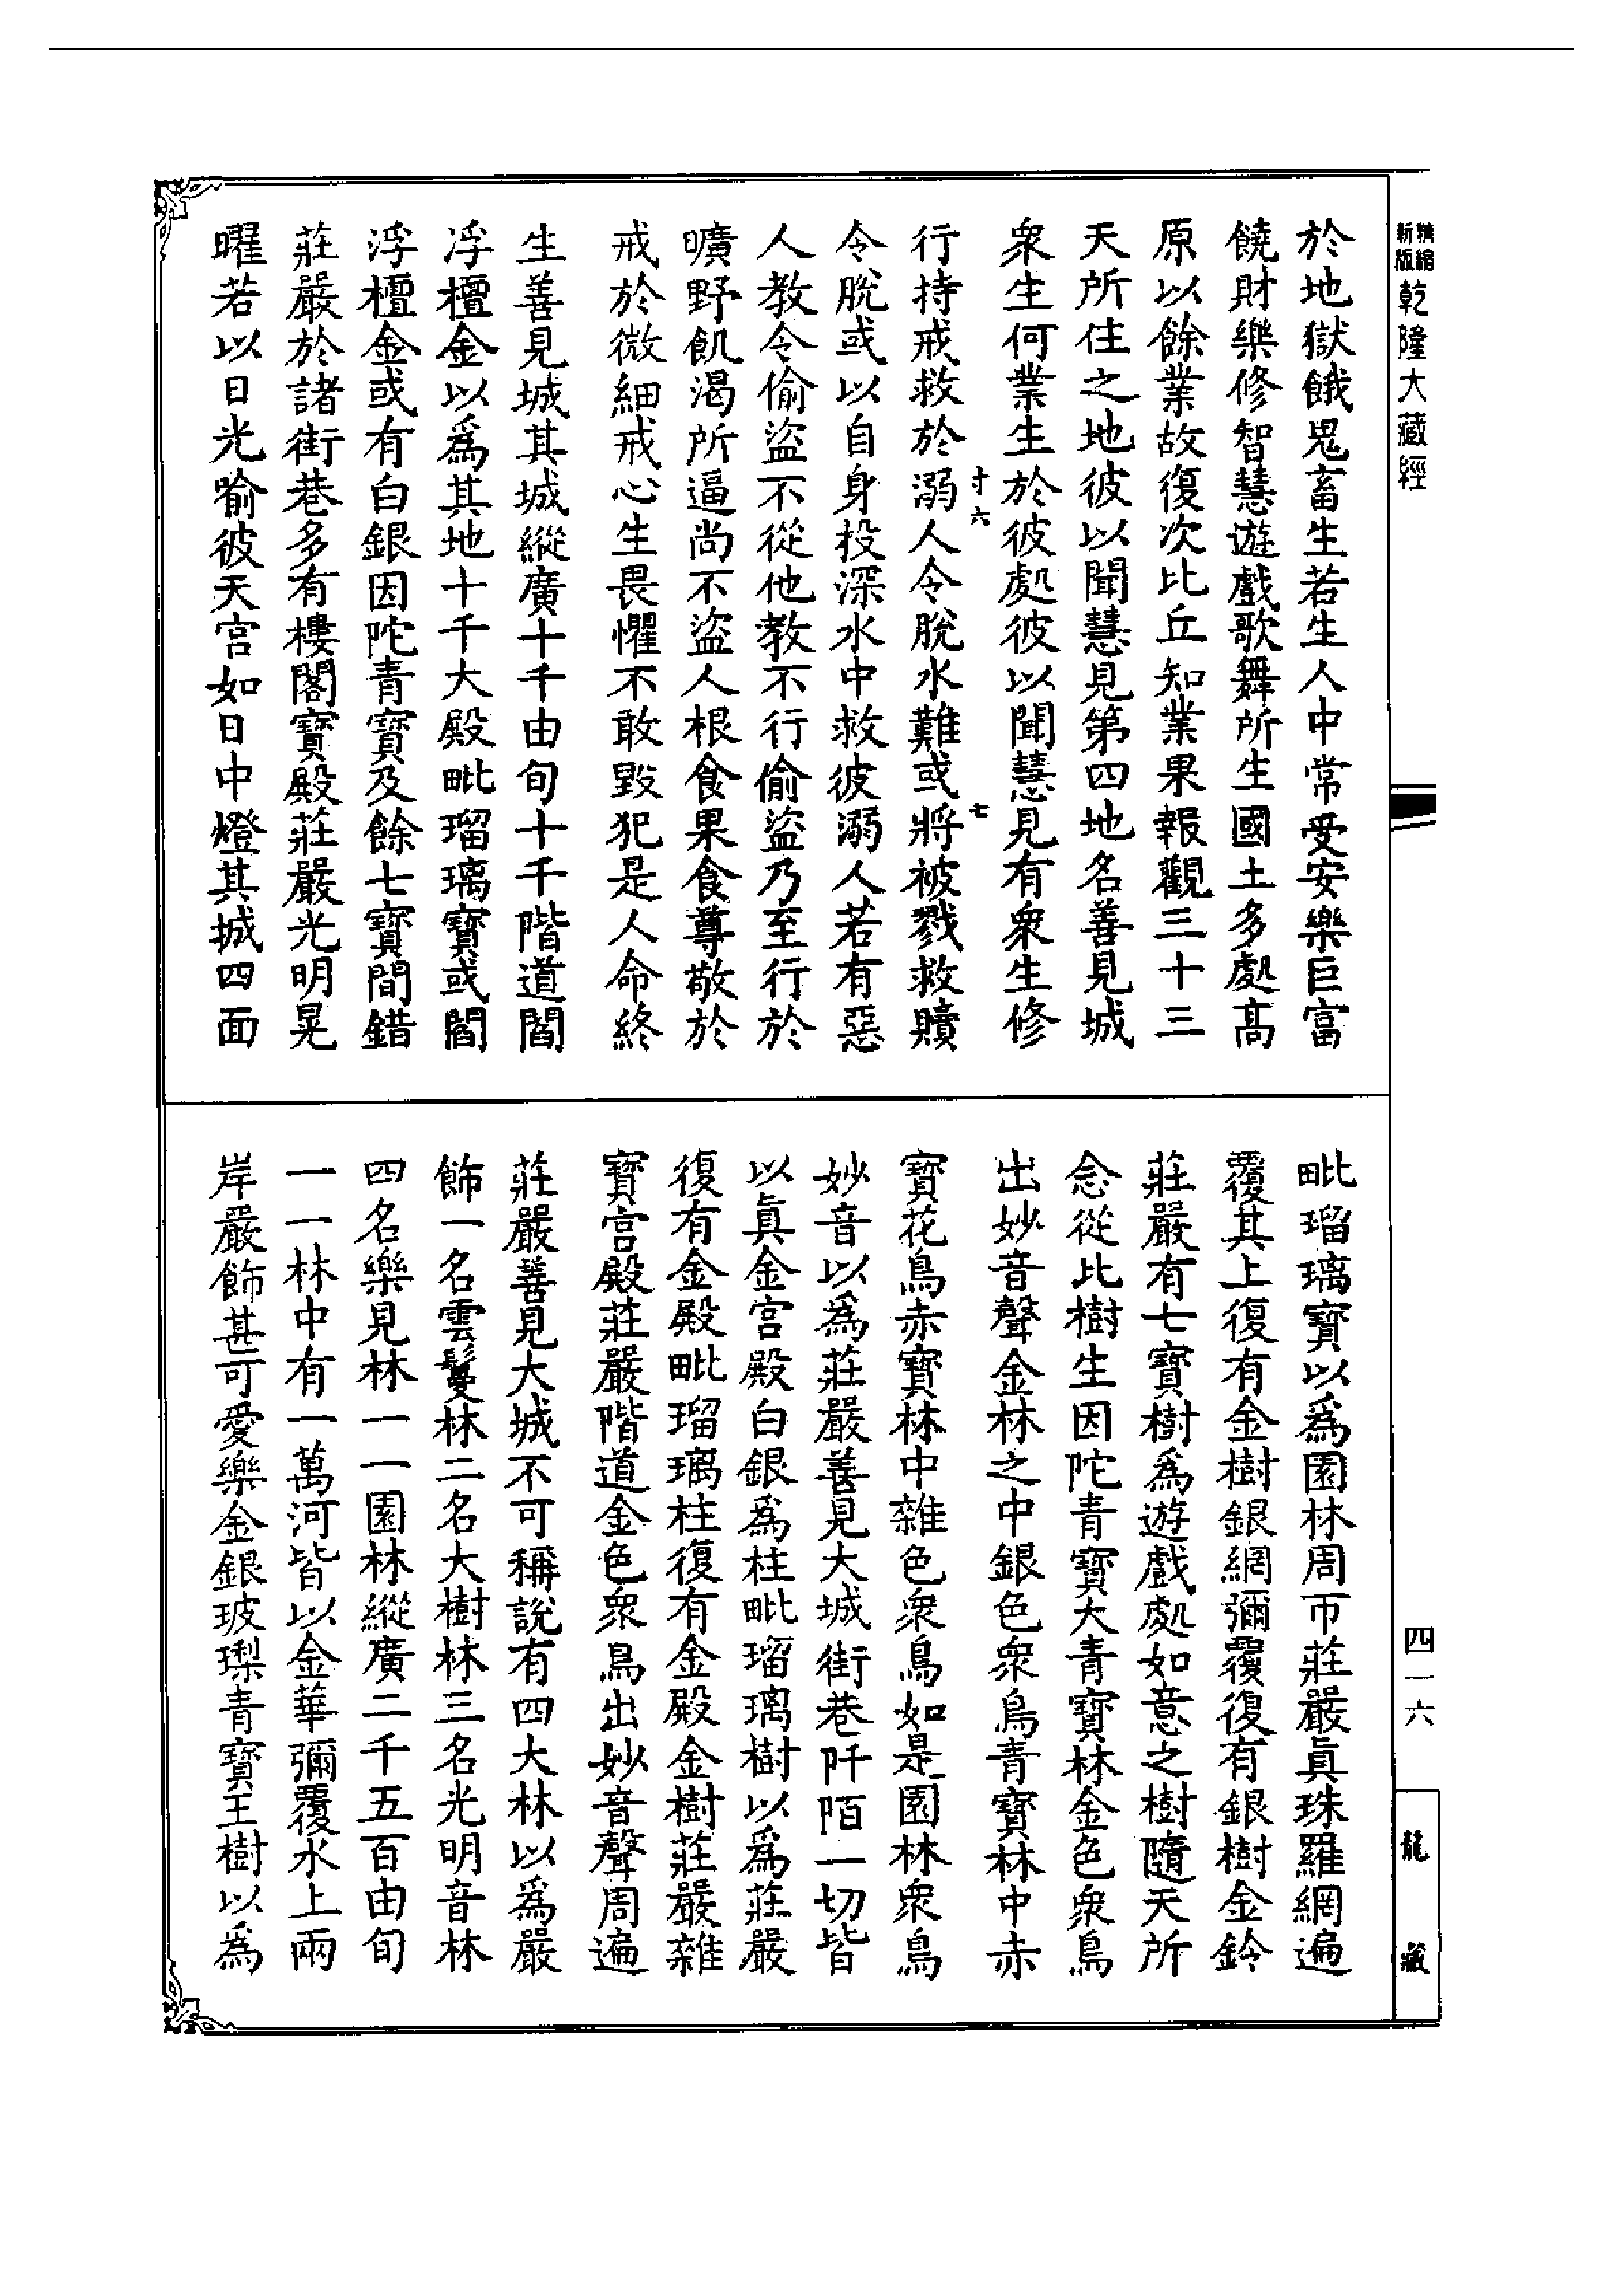 精縮新版乾隆大藏經
於地獄餓鬼畜生若生人中常受安樂巨富
饒財樂修智慧遊戲歌舞所生國土多處高
原以餘業故復次比丘知業果報觀三十三
天所住之地彼以聞慧見第四地名善見城
眾生何業生於彼處彼以聞慧見有眾生修
寸六 七
行持戒救於溺人令脫水難或將被戮救贖
令脫或以自身投深水中救彼溺人若有惡
人教令偷盜不從他教不行偷盜乃至行於
曠野飢渴所逼尚不盜人根食果食尊敬於
戒於微細戒心生畏懼不敢毀犯是人命終
生善見城其城縱廣十千由旬十千階道閻
浮檀金以為其地十千大殿毗瑠璃寶或閻
浮檀金或有白銀因陀青寶及餘七寶間錯
莊嚴於諸街巷多有樓閣寶殿莊嚴光明晃
曜若以日光喻彼天宮如日中燈其城四面
毗瑠璃寶以為園林周帀莊嚴真珠羅網遍
覆其上復有金樹銀網彌覆復有銀樹金鈴
莊嚴有七寶樹為遊戲處如意之樹隨天所
念從比樹生因陀青寶大青寶林金色眾鳥
出妙音聲金林之中銀色眾鳥青寶林中赤
寶花鳥赤寶林中雜色眾鳥如是園林眾鳥
妙音以為莊嚴善見大城街巷阡陌一切皆
以真金宮殿白銀為柱毗瑠璃樹以為莊嚴
復有金殿毗瑠璃柱復有金殿金樹莊嚴雜
寶宮殿莊嚴階道金色眾鳥出妙音聲周遍
莊嚴善見大城不可稱說有四大林以為嚴
飾一名雲鬘林二名大樹林三名光明音林
四名樂見林一一園林縱廣二千五百由旬
一一林中有一萬河皆以金華彌覆水上兩
岸嚴飾甚可愛樂金銀玻瓈青寶王樹以為
四一六
龍藏